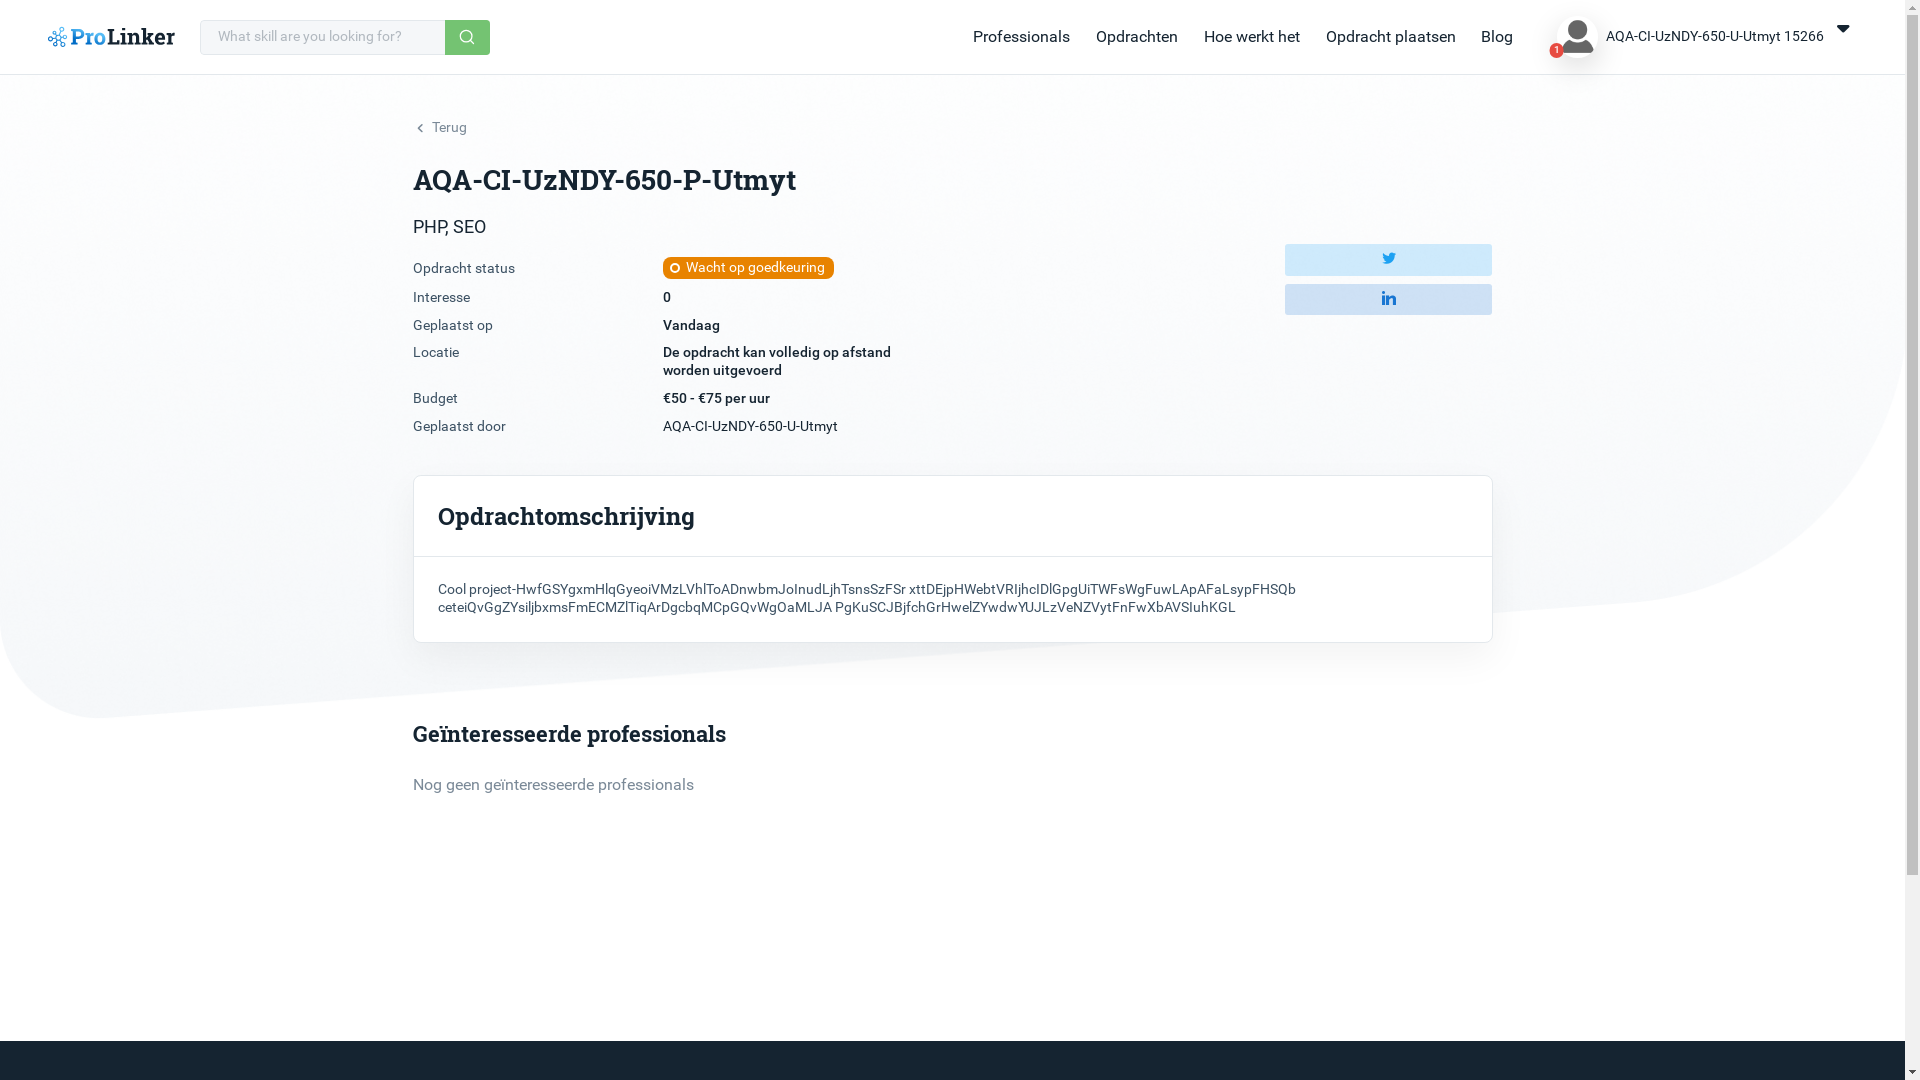 ProLinker
What skill are you looking for?
Professionals
Opdrachten
Hoe werkt het
Opdracht plaatsen
Blog
1
AQA-CI-UzNDY-650-U-Utmyt 15266
Terug
AQA-CI-UzNDY-650-P-Utmyt
PHP, SEO
Opdracht status Wacht op goedkeuring
Interesse 0
Geplaatst op Vandaag
Locatie De opdracht kan volledig op afstand
worden uitgevoerd
Budget €50 - €75 per uur
Geplaatst door AQA-CI-UzNDY-650-U-Utmyt
Opdrachtomschrijving
Cool project-HwfGSYgxmHlqGyeoiVMzLVhlToADnwbmJoInudLjhTsnsSzFSr xttDEjpHWebtVRIjhcIDlGpgUiTWFsWgFuwLApAFaLsypFHSQb
ceteiQvGgZYsiljbxmsFmECMZlTiqArDgcbqMCpGQvWgOaMLJA PgKuSCJBjfchGrHwelZYwdwYUJLzVeNZVytFnFwXbAVSIuhKGL
Geïnteresseerde professionals
Nog geen geïnteresseerde professionals